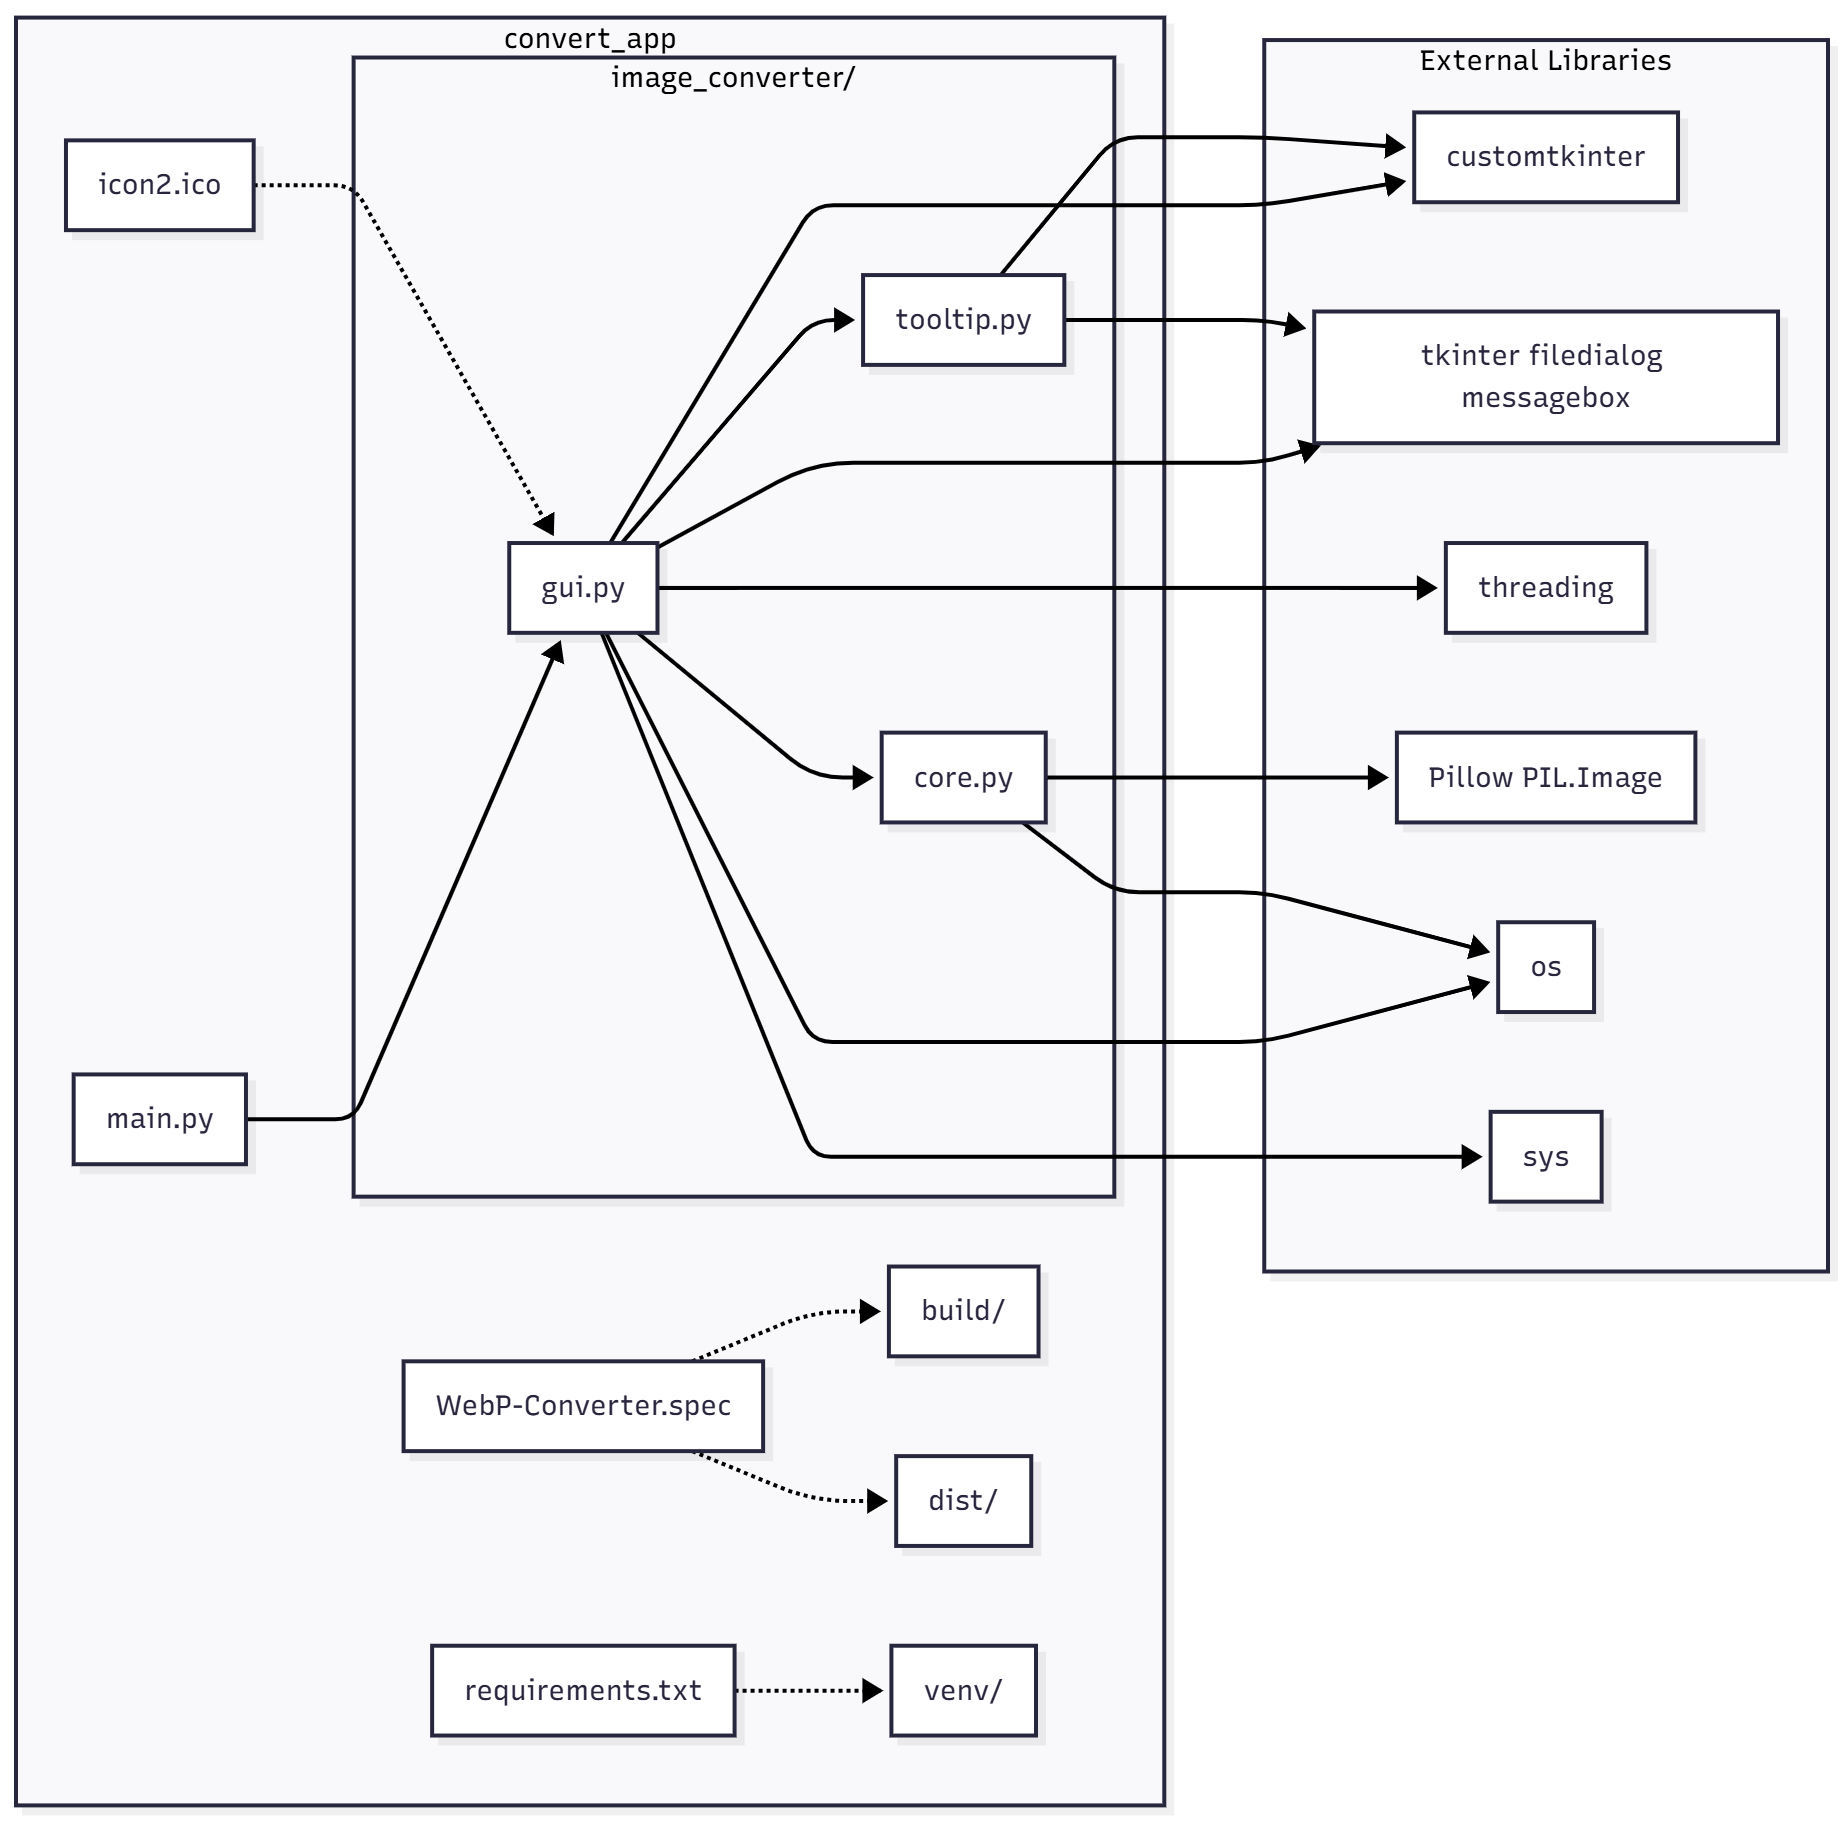 convert_app
image_converter/
icon2.ico
tooltip.py
gui.py
core.py
main.py
build/
WebP-Converter.spec
dist/
requirements.txt
venv/
External Libraries
customtkinter
tkinter filedialog
messagebox
threading
Pillow PIL.Image
os
sys